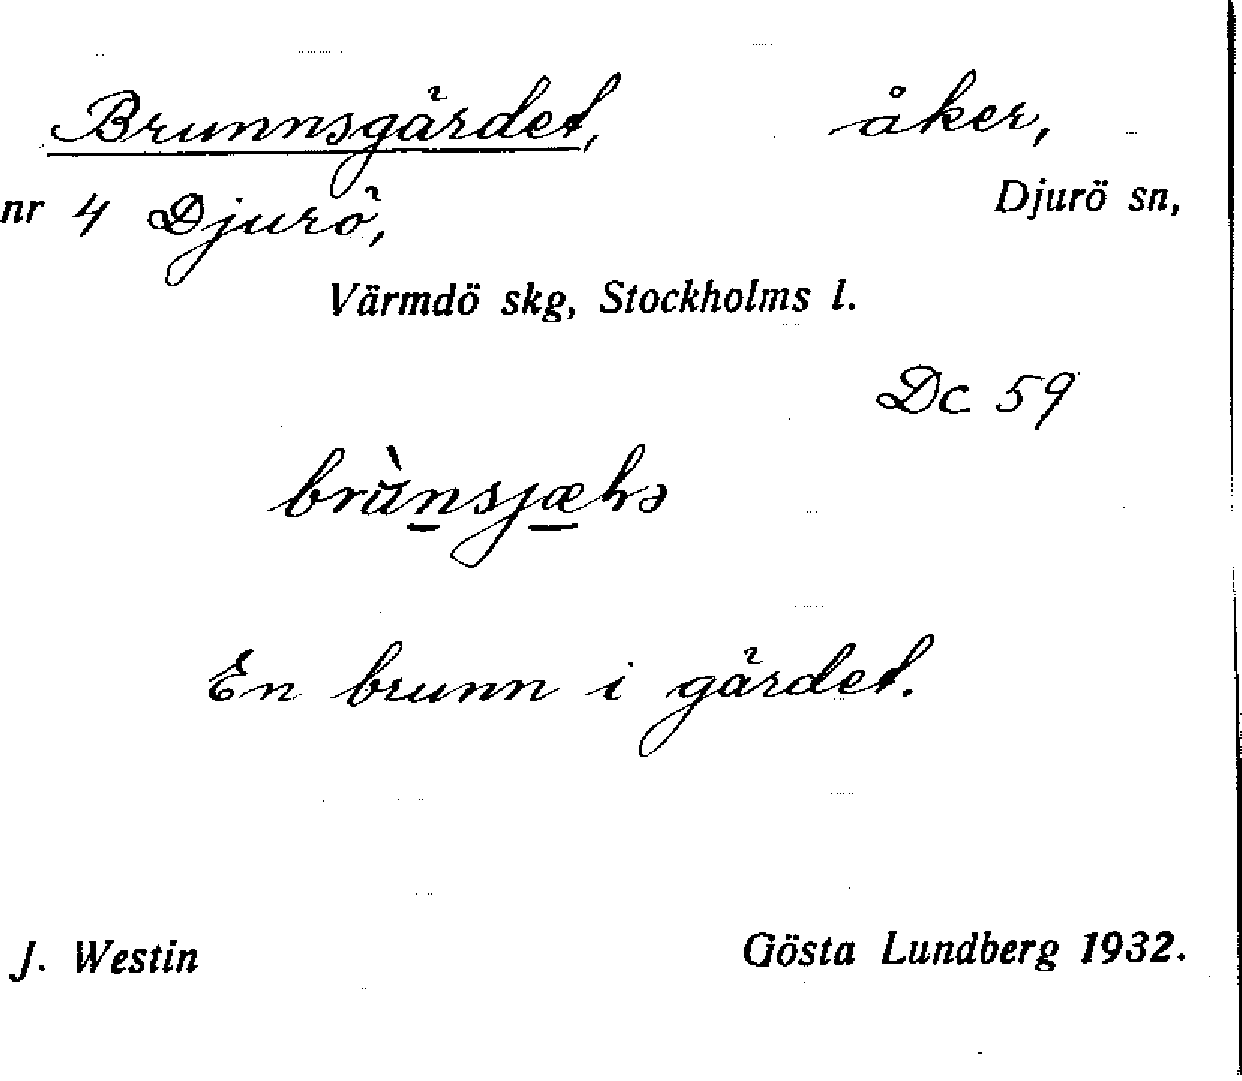 Brunnsgärdet, åker,
nr 4 Djurö, Djurö sn,
Värmdö skg, Stockholms l.
Dc 59
En brunn i gärdet.
J. Westin Gösta Lundberg 1932.